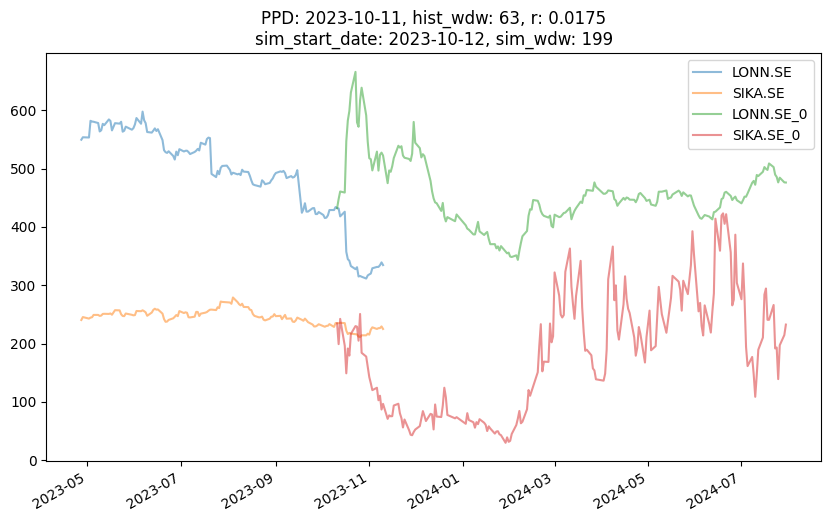 PPD: 2023-10-11, hist_wdw: 63, r: 0.0175
sim_start_date: 2023-10-12, sim_wdw: 199
LONN.SE
SIKA.SE
LONN.SE_0
SIKA.SE_0
600
500
400
300
200
100
0
2023-05
2023-07
2023-09
2023-11
2024-01
2024-03
2024-05
2024-07